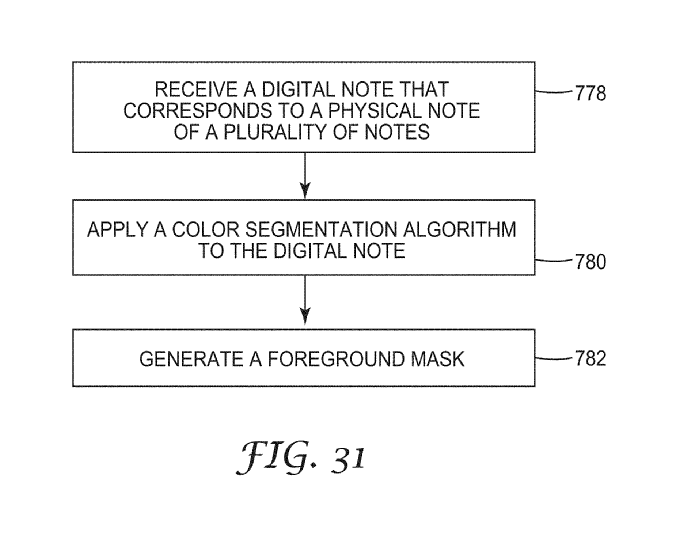 RECEIVE A DIGITAL NOTE THAT
CORRESPONDS TO A PHYSICAL NOTE
OF A PLURALITY OF NOTES
778
APPLY A COLOR SEGMENTATION ALGORITHM
TO THE DIGITAL NOTE
780
GENERATE A FOREGROUND MASK
782
FIG. 31